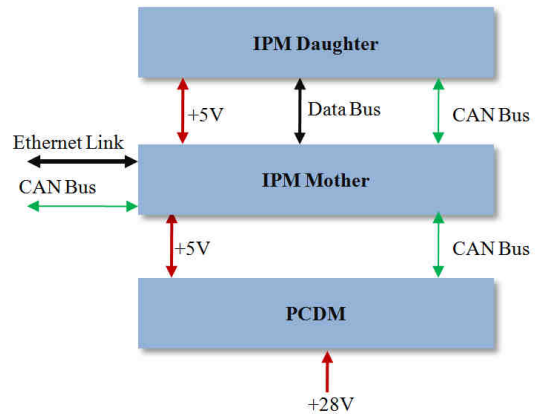 IPM Daughter
+5V
Data Bus
CAN Bus
Ethernet Link
CAN Bus
IPM Mother
+5V
CAN Bus
PCDM
+28V